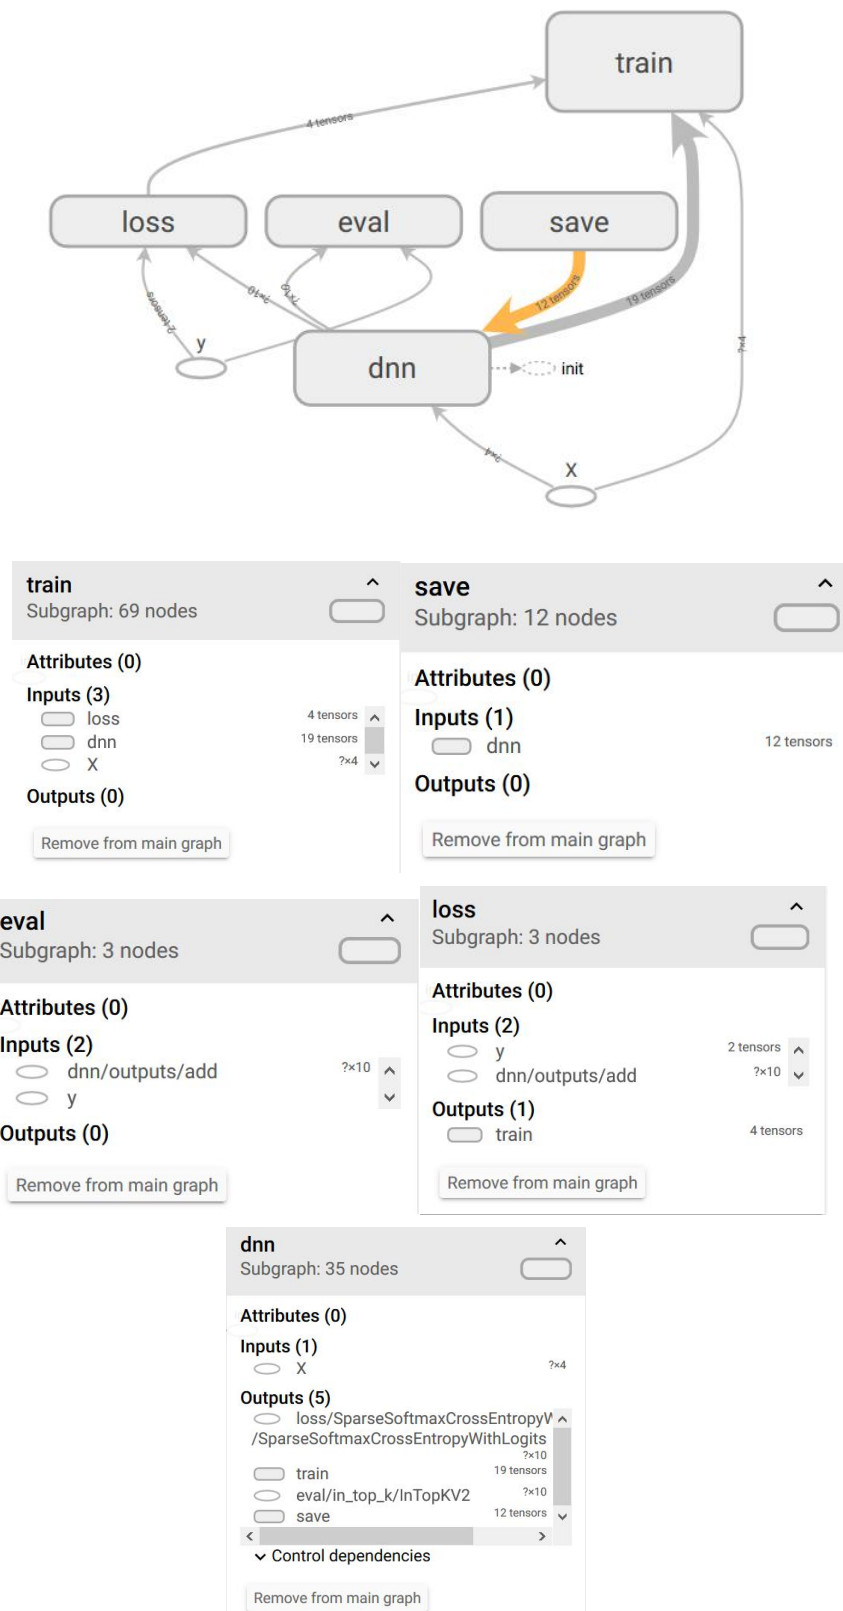 train
4 tensors
loss
eval
save
2 tensors
?×10
?×10
12 tensors
19 tensors
y
dnn
init
?×4
?×4
X
train
Subgraph: 69 nodes
Attributes (0)
Inputs (3)
loss 4 tensors
dnn 19 tensors
X ?×4
Outputs (0)
Remove from main graph
save
Subgraph: 12 nodes
Attributes (0)
Inputs (1)
dnn 12 tensors
Outputs (0)
Remove from main graph
eval
Subgraph: 3 nodes
Attributes (0)
Inputs (2)
dnn/outputs/add ?×10
y
Outputs (0)
Remove from main graph
loss
Subgraph: 3 nodes
Attributes (0)
Inputs (2)
y 2 tensors
dnn/outputs/add ?×10
Outputs (1)
train 4 tensors
Remove from main graph
dnn
Subgraph: 35 nodes
Attributes (0)
Inputs (1)
X ?×4
Outputs (5)
loss/SparseSoftmaxCrossEntropyW
/SparseSoftmaxCrossEntropyWithLogits
?×10
train 19 tensors
eval/in_top_k/InTopKV2 ?×10
save 12 tensors
Control dependencies
Remove from main graph